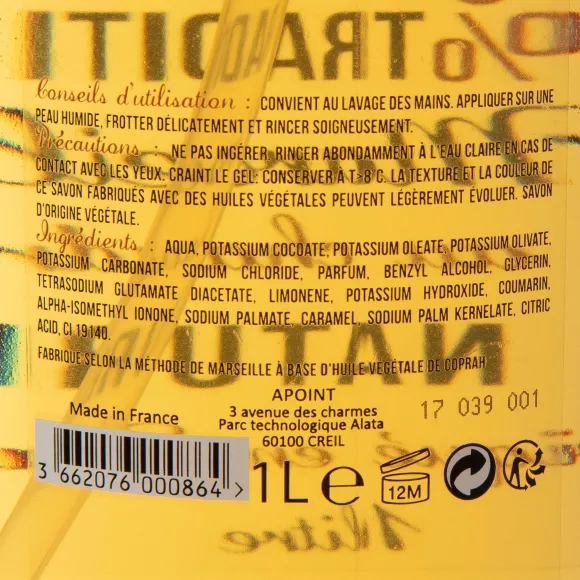 Conseils d'utilisation : CONVIENT AU LAVAGE DES MAINS. APPLIQUER SUR UNE
PEAU HUMIDE, FROTTER DÉLICATEMENT ET RINCER SOIGNEUSEMENT.
Précautions : NE PAS INGÉRER. RINCER ABONDAMMENT À L'EAU CLAIRE EN CAS DE
CONTACT AVEC LES YEUX. CRAINT LE GEL: CONSERVER À T>8°C. LA TEXTURE ET LA COULEUR DE
CE SAVON FABRIQUÉS AVEC DES HUILES VÉGÉTALES PEUVENT LÉGÈREMENT ÉVOLUER. SAVON
D'ORIGINE VÉGÉTALE.
Ingrédients : AQUA, POTASSIUM COCOATE, POTASSIUM OLEATE, POTASSIUM OLIVATE,
POTASSIUM CARBONATE, SODIUM CHLORIDE, PARFUM, BENZYL ALCOHOL, GLYCERIN,
TETRASODIUM GLUTAMATE DIACETATE, LIMONENE, POTASSIUM HYDROXIDE, COUMARIN,
ALPHA-ISOMETHYL IONONE, SODIUM PALMATE, CARAMEL, SODIUM PALM KERNELATE, CITRIC
ACID, CI 19140.
FABRIQUÉ SELON LA MÉTHODE DE MARSEILLE À BASE D'HUILE VÉGÉTALE DE COPRAH
APOINT
3 avenue des charmes
Parc technologique Alata
60100 CREIL
Made in France
17 039 001
3 662076 000864 >
1L e
12M
%TRADITI
NATU
1 litre